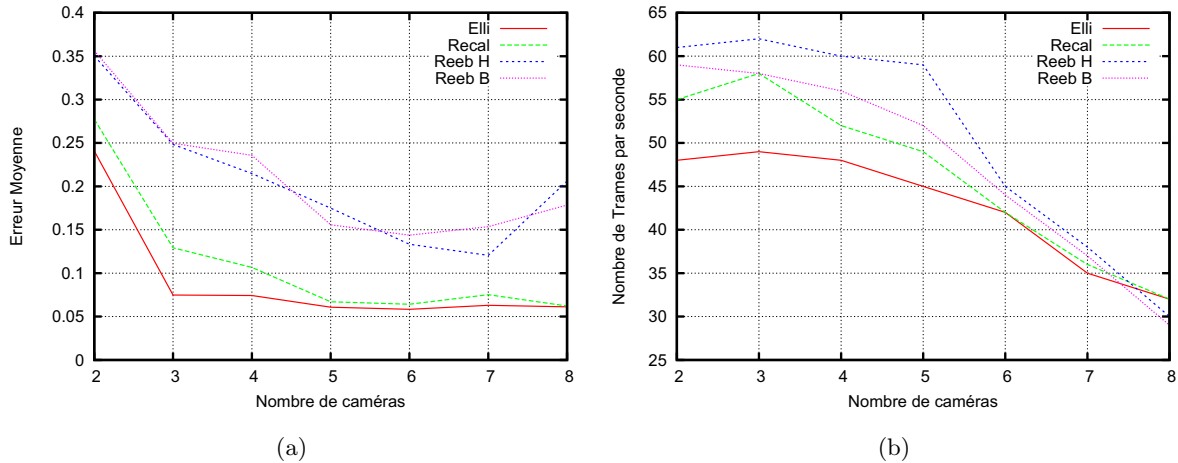 0.4
0.35
0.3
0.25
0.2
0.15
0.1
0.05
0
2 3 4 5 6 7 8
Erreur Moyenne
Nombre de caméras
Elli
Recal
Reeb H
Reeb B
(a)
65
60
55
50
45
40
35
30
25
2 3 4 5 6 7 8
Nombre de Trames par seconde
Nombre de caméras
Elli
Recal
Reeb H
Reeb B
(b)